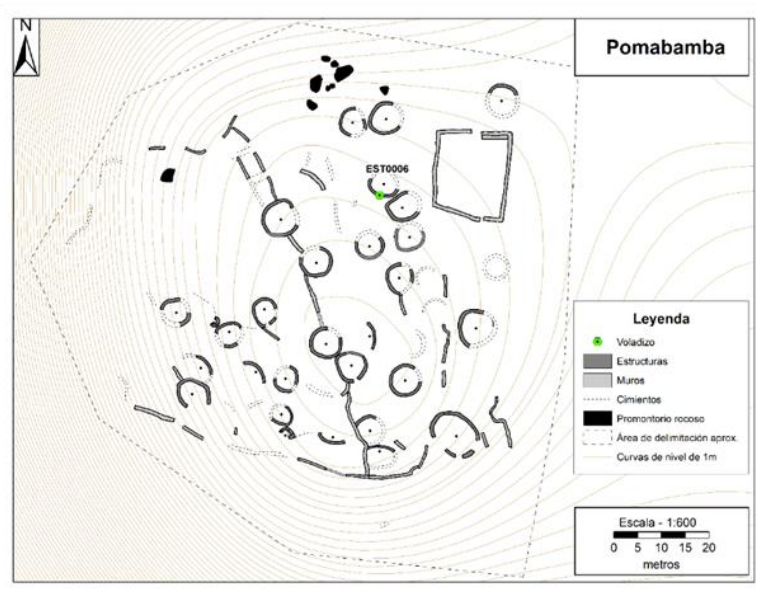 N
Pomabamba
EST0006
Leyenda
Voladizo
Estructuras
Muros
Cimientos
Promontorio rocoso
Área de delimitación aprox.
Curvas de nivel de 1m
Escala - 1:600
0 5 10 15 20
metros